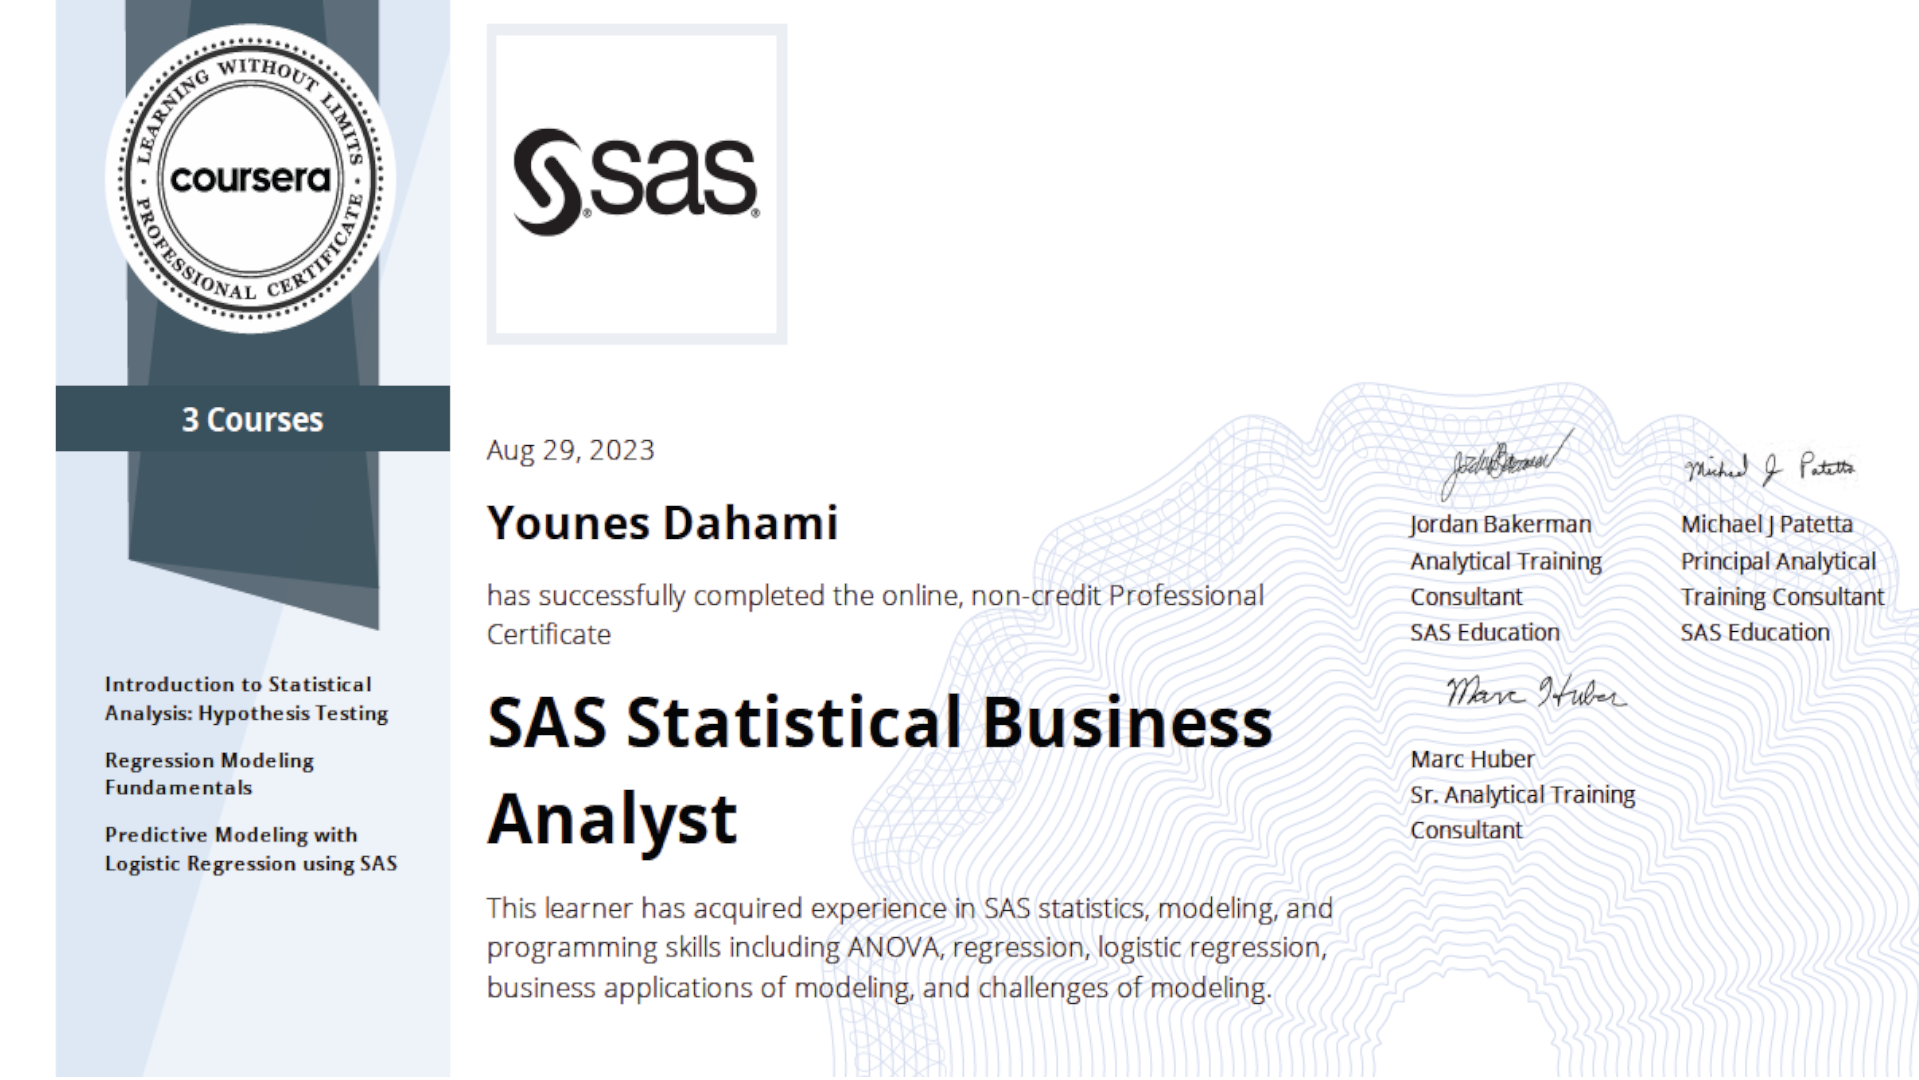 LEARNING WITHOUT LIMITS
coursera
PROFESSIONAL CERTIFICATE
3 Courses
Introduction to Statistical
Analysis: Hypothesis Testing
Regression Modeling
Fundamentals
Predictive Modeling with
Logistic Regression using SAS
sas
Aug 29, 2023
Younes Dahami
has successfully completed the online, non-credit Professional
Certificate
SAS Statistical Business
Analyst
This learner has acquired experience in SAS statistics, modeling, and
programming skills including ANOVA, regression, logistic regression,
business applications of modeling, and challenges of modeling.
Jordan Bakerman
Jordan Bakerman
Analytical Training
Consultant
SAS Education
Michael J Patetta
Michael J Patetta
Principal Analytical
Training Consultant
SAS Education
Marc Huber
Marc Huber
Sr. Analytical Training
Consultant